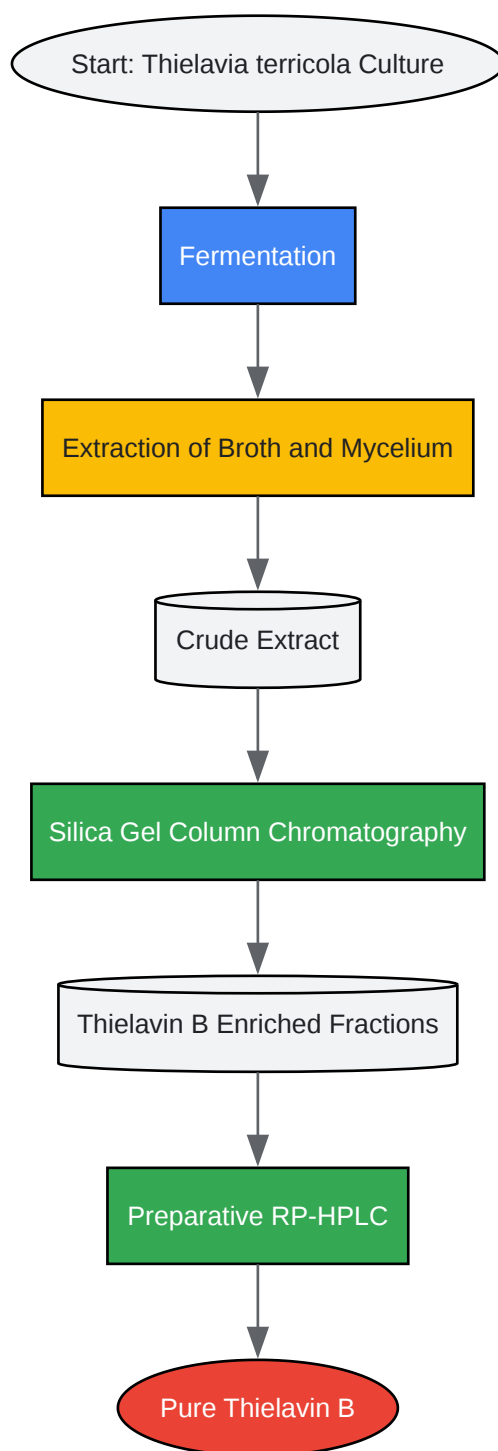 Start: Thielavia terricola Culture
Fermentation
Extraction of Broth and Mycelium
Crude Extract
Silica Gel Column Chromatography
Thielavin B Enriched Fractions
Preparative RP-HPLC
Pure Thielavin B